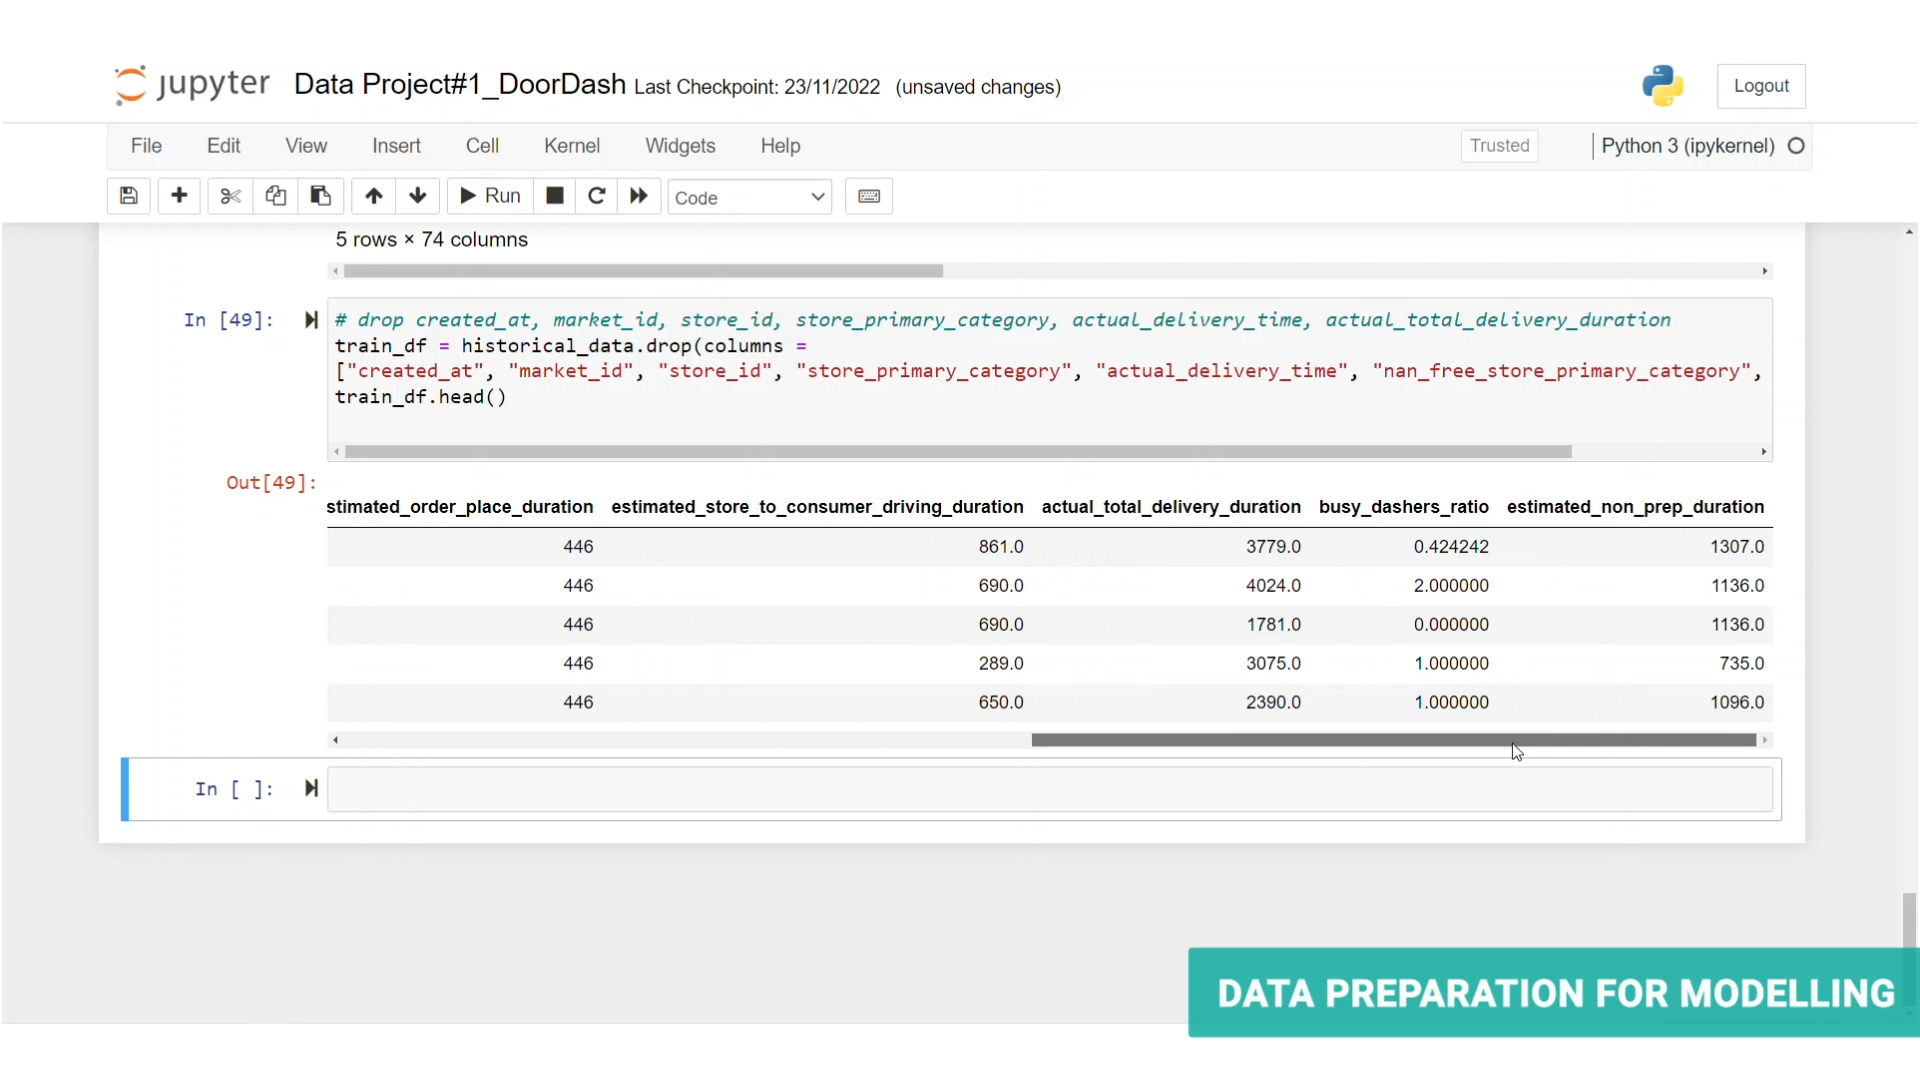 jupyter Data Project#1_DoorDash Last Checkpoint: 23/11/2022 (unsaved changes) Logout
File Edit View Insert Cell Kernel Widgets Help Trusted Python 3 (ipykernel)
Run Code
5 rows × 74 columns
In [49]: # drop created_at, market_id, store_id, store_primary_category, actual_delivery_time, actual_total_delivery_duration
train_df = historical_data.drop(columns =
["created_at", "market_id", "store_id", "store_primary_category", "actual_delivery_time", "nan_free_store_primary_category",
train_df.head()
Out[49]:
stimated_order_place_duration estimated_store_to_consumer_driving_duration actual_total_delivery_duration busy_dashers_ratio estimated_non_prep_duration
446 861.0 3779.0 0.424242 1307.0
446 690.0 4024.0 2.000000 1136.0
446 690.0 1781.0 0.000000 1136.0
446 289.0 3075.0 1.000000 735.0
446 650.0 2390.0 1.000000 1096.0
In [ ]:
DATA PREPARATION FOR MODELLING